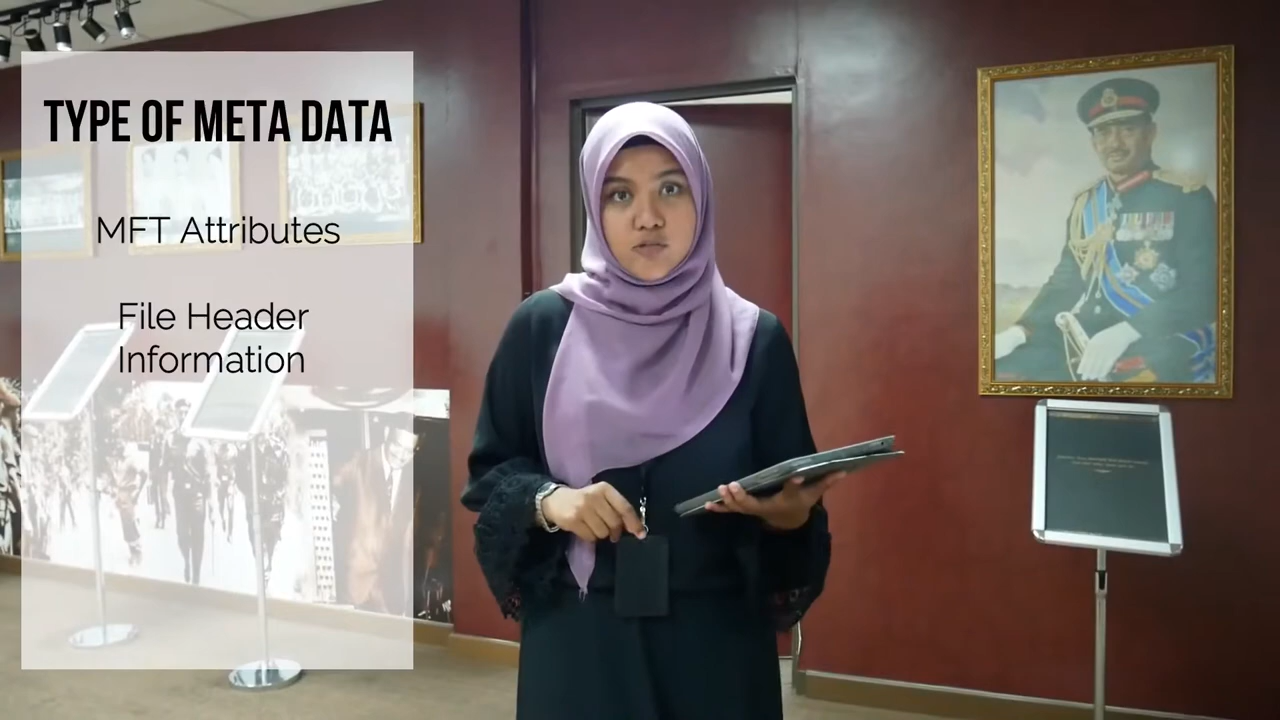 TYPE OF META DATA
MFT Attributes
File Header
Information